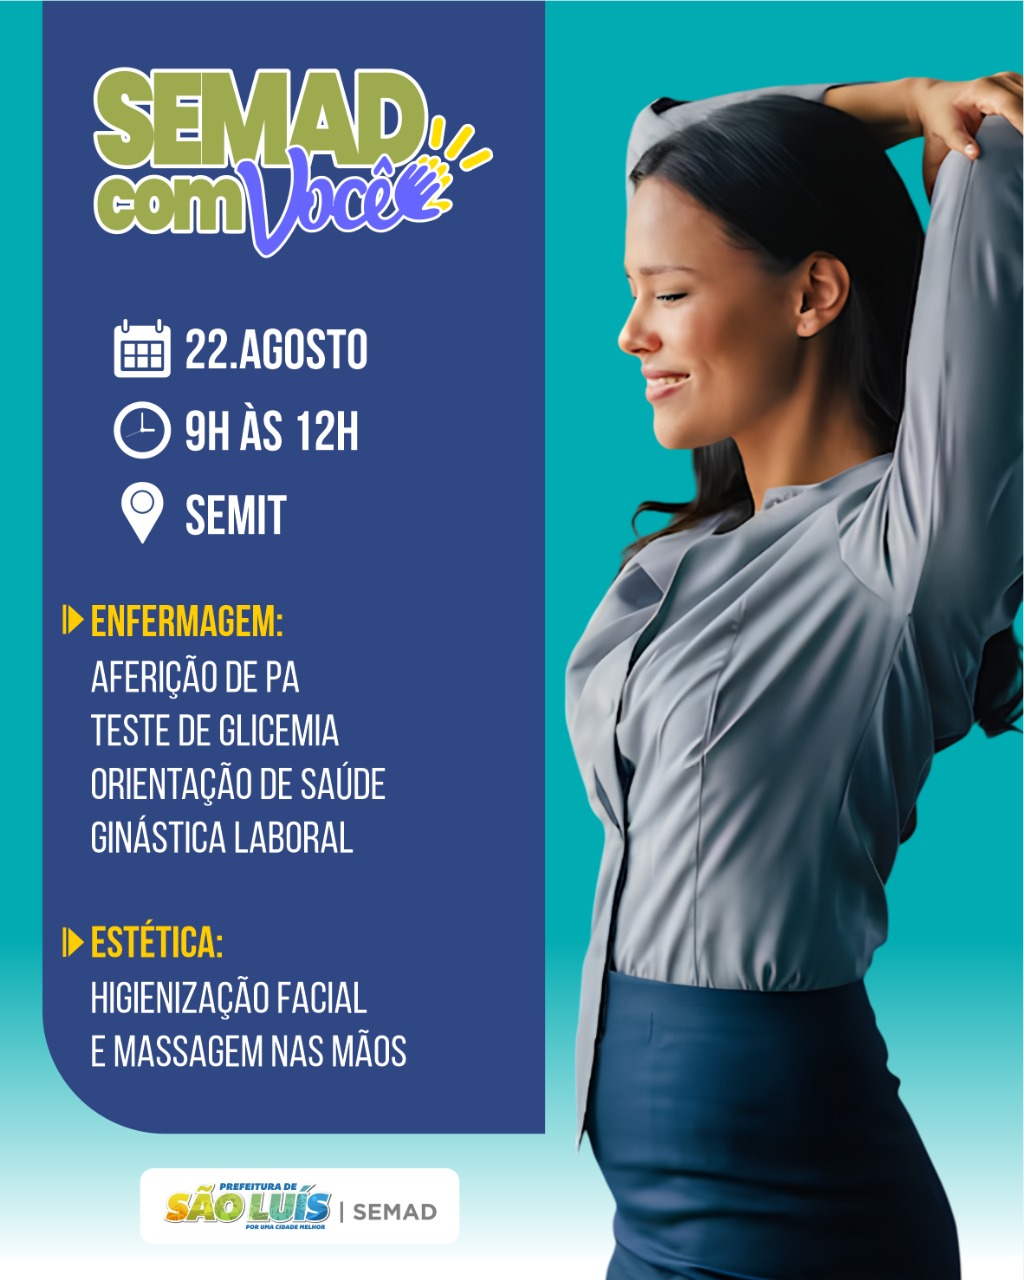 SEMAD
com Você
22.AGOSTO
9H ÀS 12H
SEMIT
ENFERMAGEM:
AFERIÇÃO DE PA
TESTE DE GLICEMIA
ORIENTAÇÃO DE SAÚDE
GINÁSTICA LABORAL
ESTÉTICA:
HIGIENIZAÇÃO FACIAL
E MASSAGEM NAS MÃOS
PREFEITURA DE
SÃO LUÍS | SEMAD
POR UMA CIDADE MELHOR